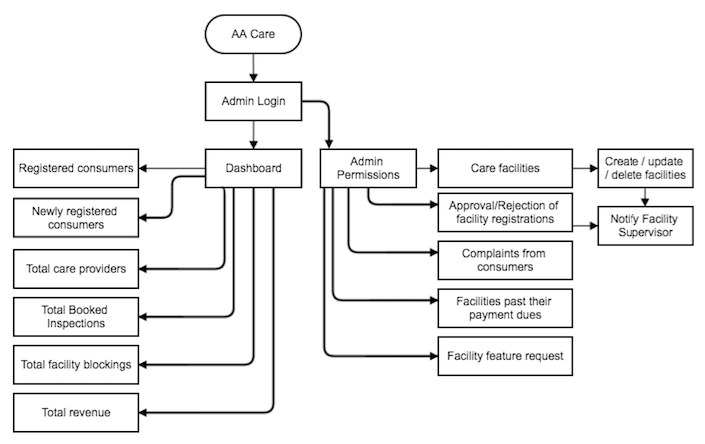 AA Care
Admin Login
Registered consumers
Dashboard
Admin
Permissions
Care facilities
Create / update
/ delete facilities
Newly registered
consumers
Approval/Rejection of
facility registrations
Notify Facility
Supervisor
Total care providers
Complaints from
consumers
Total Booked
Inspections
Facilities past their
payment dues
Total facility blockings
Facility feature request
Total revenue